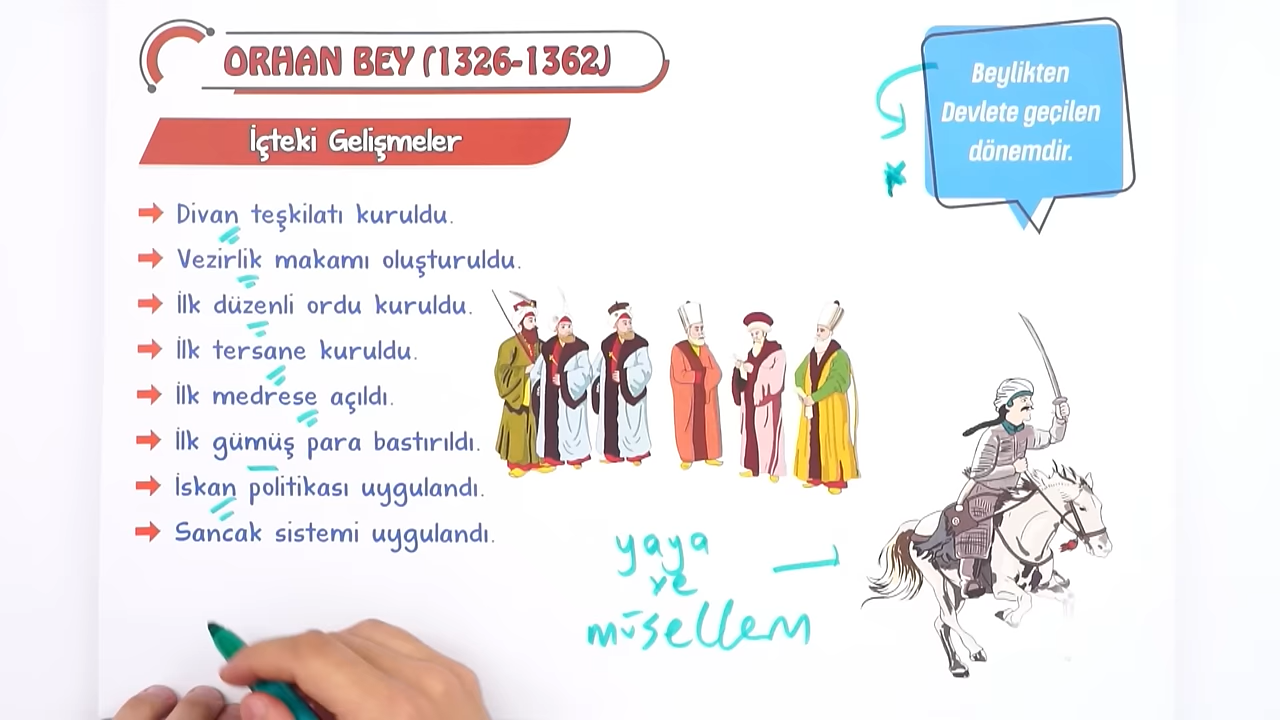 ORHAN BEY (1326-1362)
İçteki Gelişmeler
Beylikten
Devlete geçilen
dönemdir.
Divan teşkilatı kuruldu.
Vezirlik makamı oluşturuldu.
İlk düzenli ordu kuruldu.
İlk tersane kuruldu.
İlk medrese açıldı.
İlk gümüş para bastırıldı.
İskan politikası uygulandı.
Sancak sistemi uygulandı.
yaya
ve
müsellem